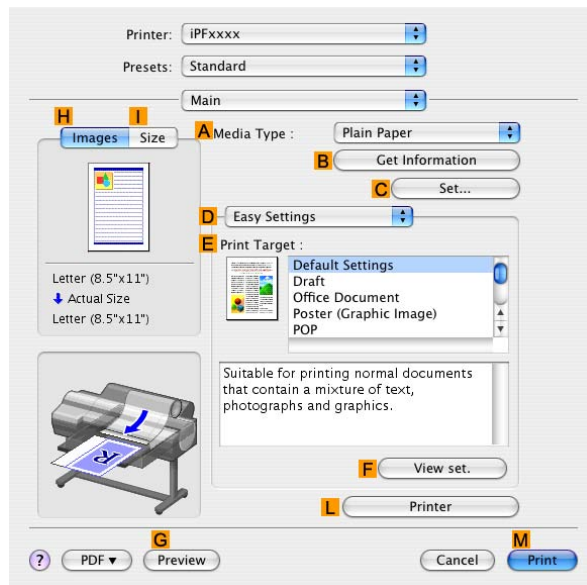 Printer: iPFxxxx
Presets: Standard
Main
H I
Images Size
A Media Type : Plain Paper
B Get Information
C Set...
D Easy Settings
E Print Target :
Default Settings
Draft
Office Document
Poster (Graphic Image)
POP
Letter (8.5"x11")
Actual Size
Letter (8.5"x11")
Suitable for printing normal documents
that contain a mixture of text,
photographs and graphics.
R
F View set.
L Printer
G M
? PDF▼ Preview Cancel Print